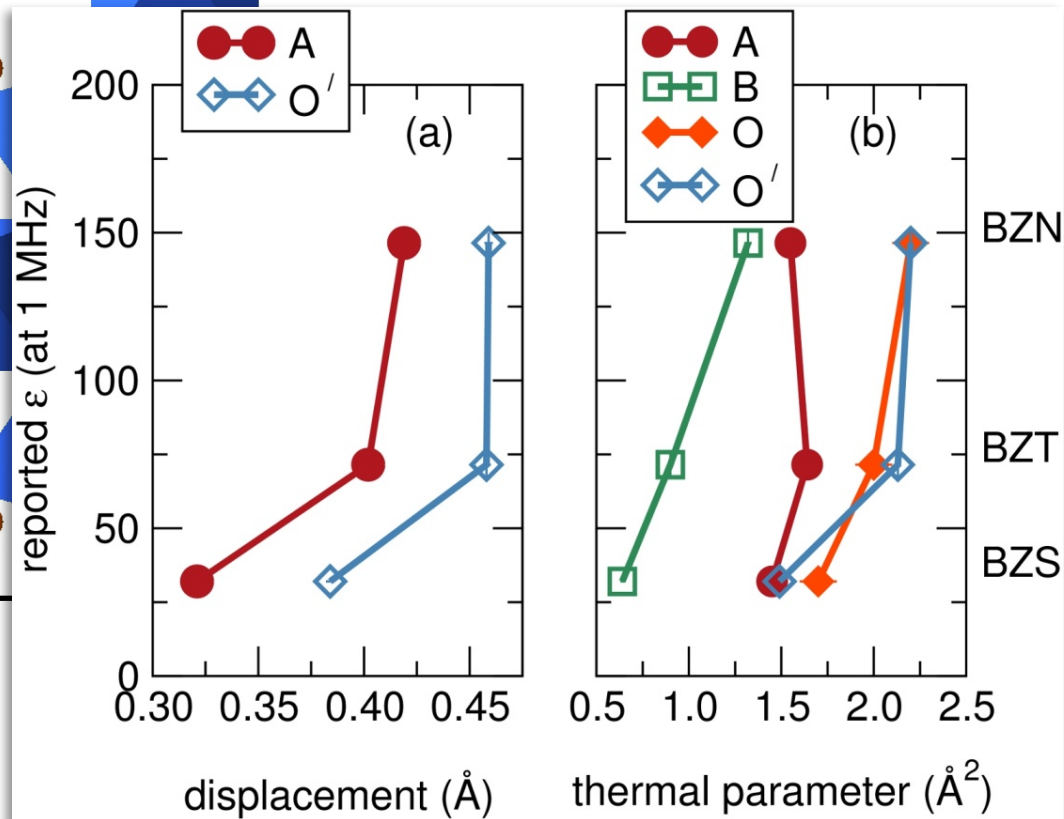 A
O′
(a)
200
150
100
50
0
0.30 0.35 0.40 0.45
reported ε (at 1 MHz)
displacement (Å)
A
B
O
O′
(b)
BZN
BZT
BZS
0.5 1.0 1.5 2.0 2.5
thermal parameter (Å²)